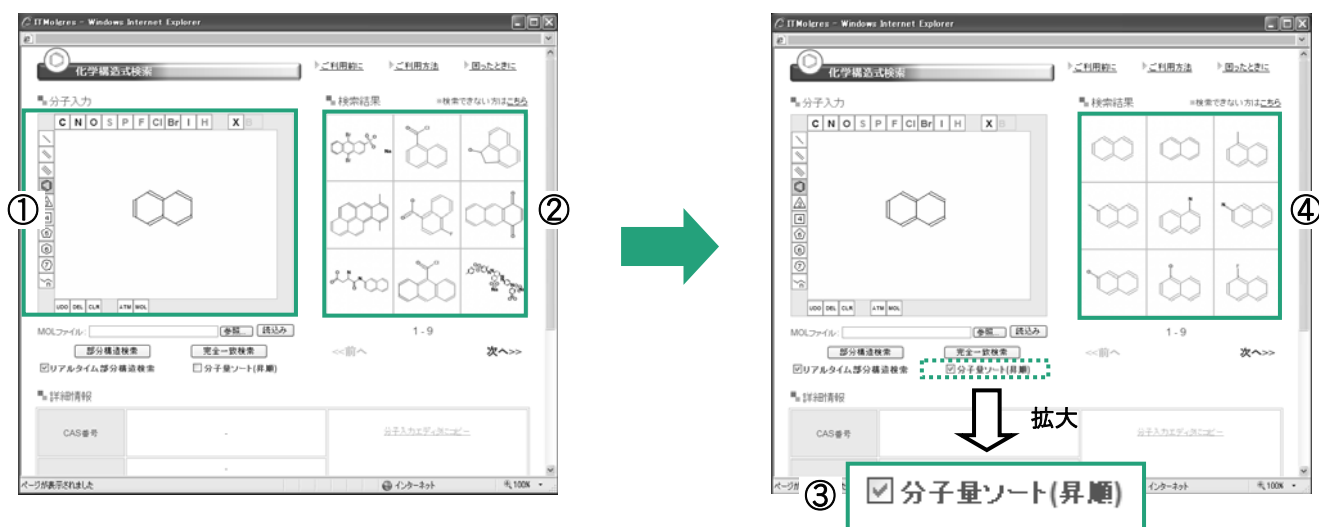 ITMolgres - Windows Internet Explorer
化学構造式検索
ご利用前に
ご利用方法
困ったときに
分子入力
検索結果
※検索できない方はこちら
C N O S P F Cl Br I H X B
①
②
UDO DEL CLR ATM MOL
MOLファイル:
参照...
読込み
1 - 9
部分構造検索
完全一致検索
<<前へ
次へ>>
リアルタイム部分構造検索
分子量ソート(昇順)
詳細情報
CAS番号
-
分子入力エディタにコピー
-
ページが表示されました
インターネット
100%
ITMolgres - Windows Internet Explorer
化学構造式検索
ご利用前に
ご利用方法
困ったときに
分子入力
検索結果
※検索できない方はこちら
C N O S P F Cl Br I H X B
④
UDO DEL CLR ATM MOL
MOLファイル:
参照...
読込み
1 - 9
部分構造検索
完全一致検索
<<前へ
次へ>>
リアルタイム部分構造検索
分子量ソート(昇順)
詳細情報
拡大
CAS番号
分子入力エディタにコピー
③
分子量ソート(昇順)
インターネット
100%